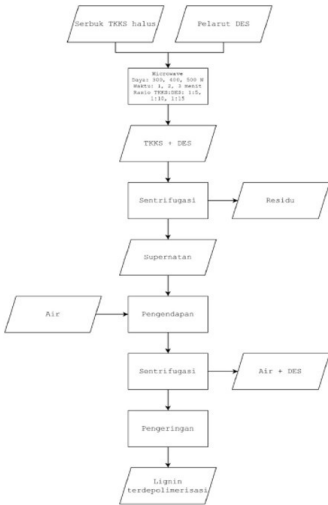 Serbuk TKKS halus
Pelarut DES
Microwave
Daya: 300, 400, 500 W
Waktu: 1, 2, 3 menit
Rasio TKKS:DES: 1:5,
1:10, 1:15
TKKS + DES
Sentrifugasi
Residu
Supernatan
Air
Pengendapan
Sentrifugasi
Air + DES
Pengeringan
Lignin
terdepolimerisasi